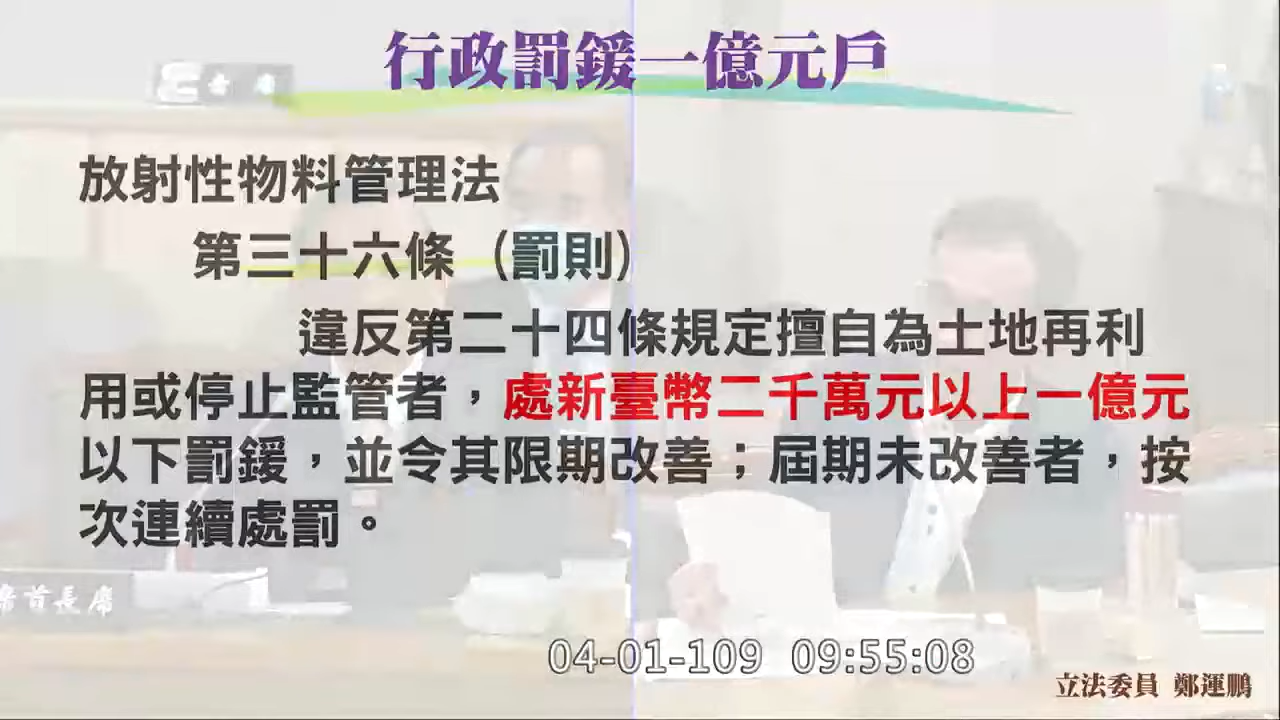 行政罰鍰一億元戶
放射性物料管理法
第三十六條（罰則）
違反第二十四條規定擅自為土地再利
用或停止監管者，處新臺幣二千萬元以上一億元
以下罰鍰，並令其限期改善；屆期未改善者，按
次連續處罰。
首長席
04-01-109 09:55:08
立法委員 鄭運鵬